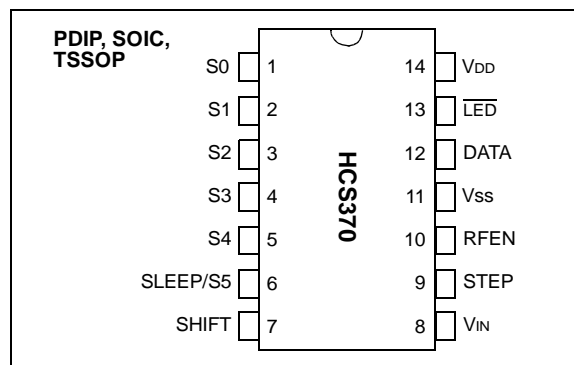 PDIP, SOIC,
TSSOP
S0 1 14 VDD
S1 2 13 LED
S2 3 12 DATA
S3 4 11 VSS
S4 5 10 RFEN
SLEEP/S5 6 9 STEP
SHIFT 7 8 VIN
HCS370